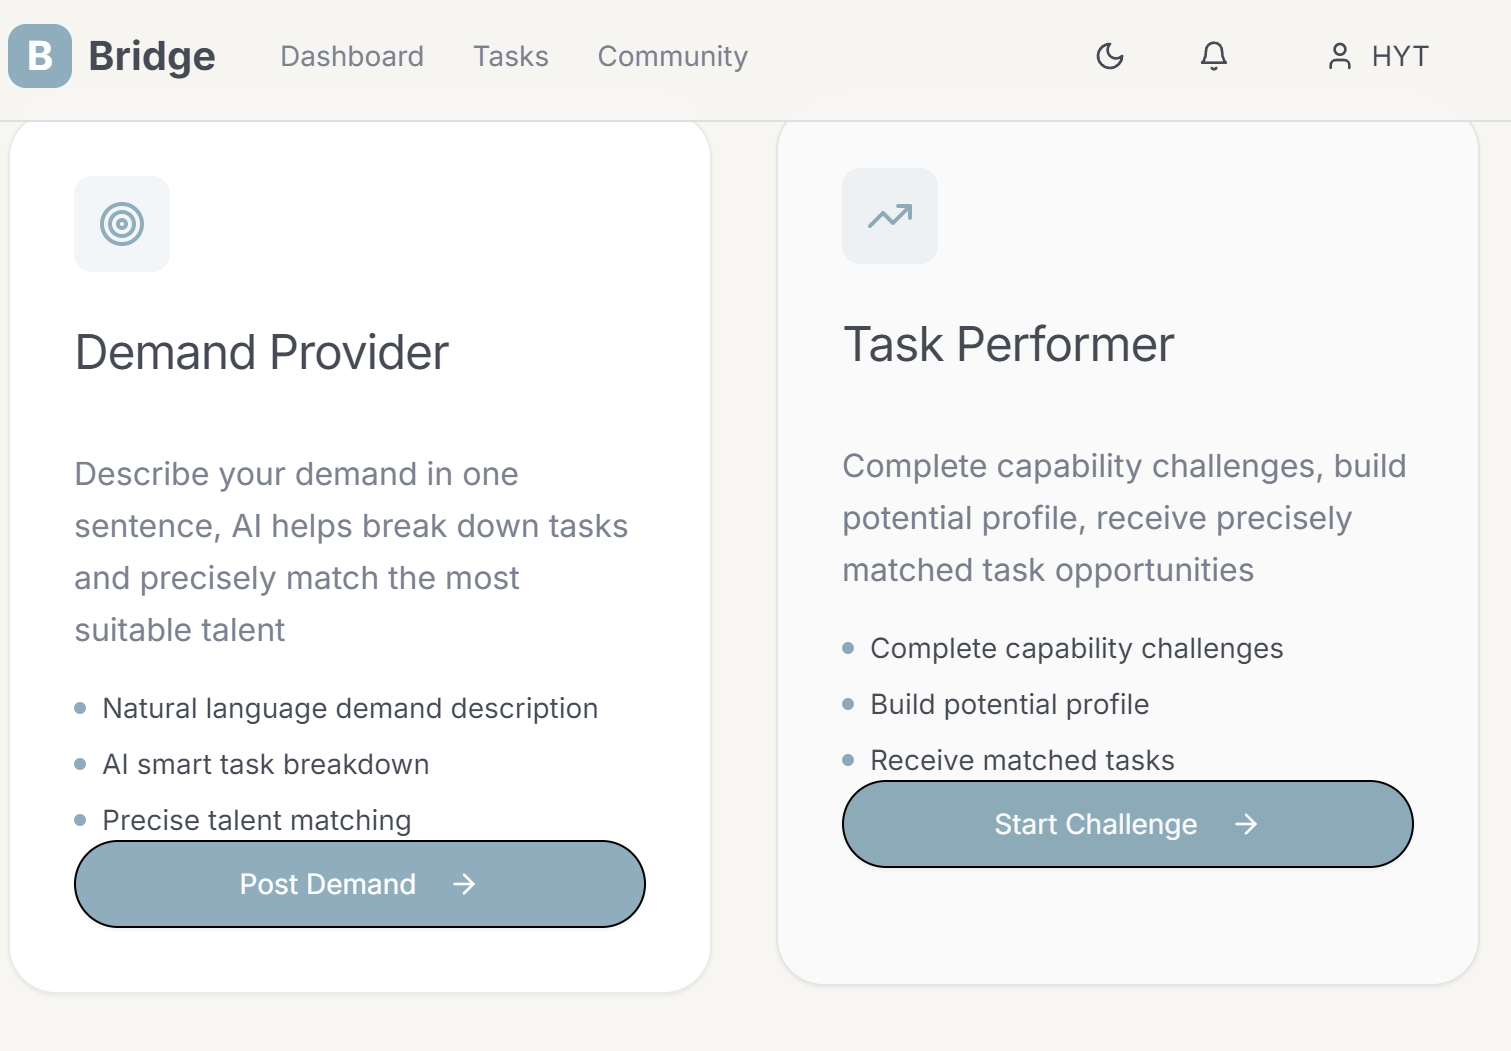 B Bridge Dashboard Tasks Community HYT
Demand Provider
Describe your demand in one
sentence, AI helps break down tasks
and precisely match the most
suitable talent
Natural language demand description
AI smart task breakdown
Precise talent matching
Post Demand
Task Performer
Complete capability challenges, build
potential profile, receive precisely
matched task opportunities
Complete capability challenges
Build potential profile
Receive matched tasks
Start Challenge